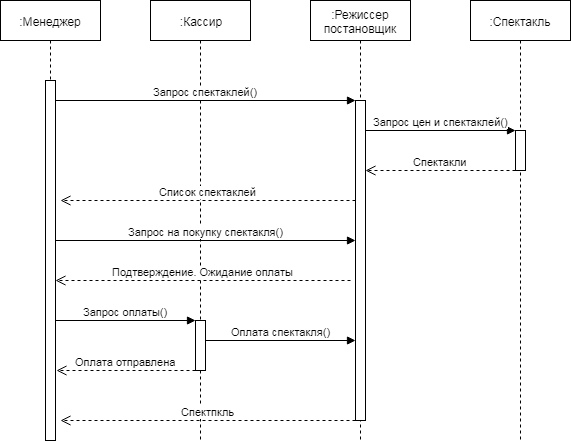 :Менеджер
:Кассир
:Режиссер
постановщик
:Спектакль
Запрос спектаклей()
Запрос цен и спектаклей()
Спектакли
Список спектаклей
Запрос на покупку спектакля()
Подтверждение. Ожидание оплаты
Запрос оплаты()
Оплата спектакля()
Оплата отправлена
Спектпкль